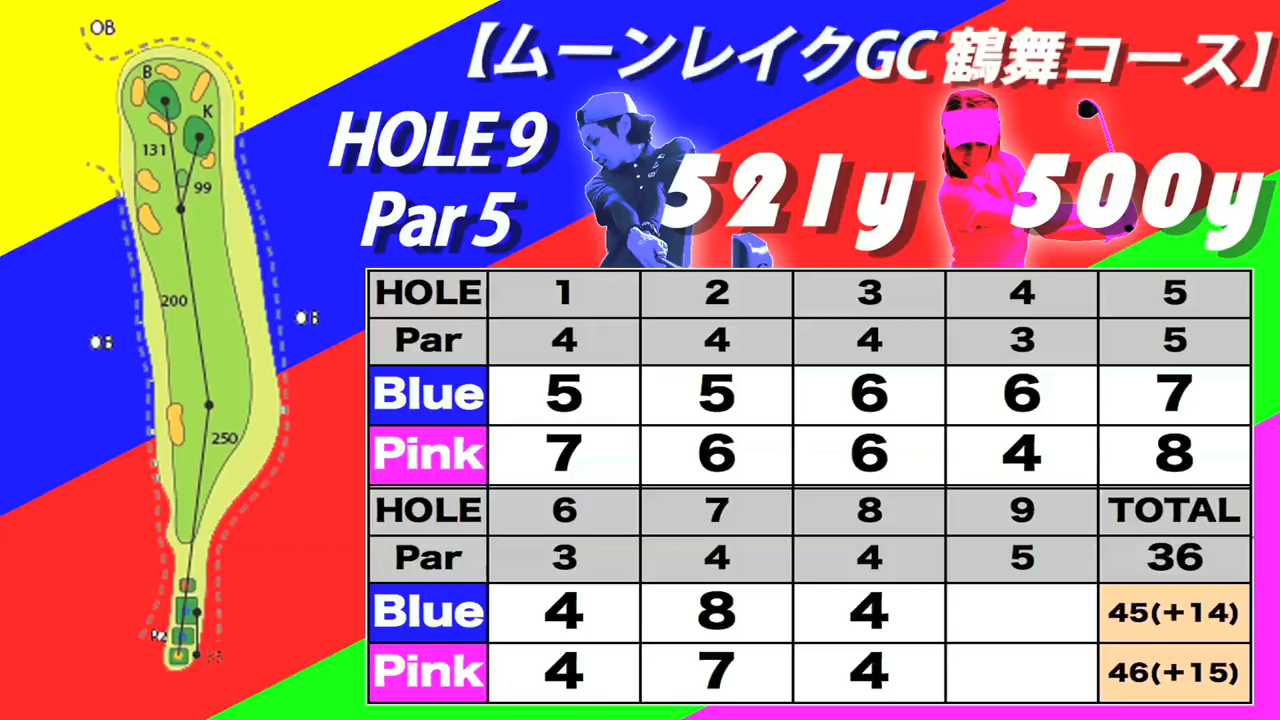 【ムーンレイクGC 鶴舞コース】
HOLE 9
Par 5
521y
500y
OB
B
K
131
99
200
OB
OB
250
R2
HOLE 1 2 3 4 5
Par 4 4 4 3 5
Blue 5 5 6 6 7
Pink 7 6 6 4 8
HOLE 6 7 8 9 TOTAL
Par 3 4 4 5 36
Blue 4 8 4 45(+14)
Pink 4 7 4 46(+15)